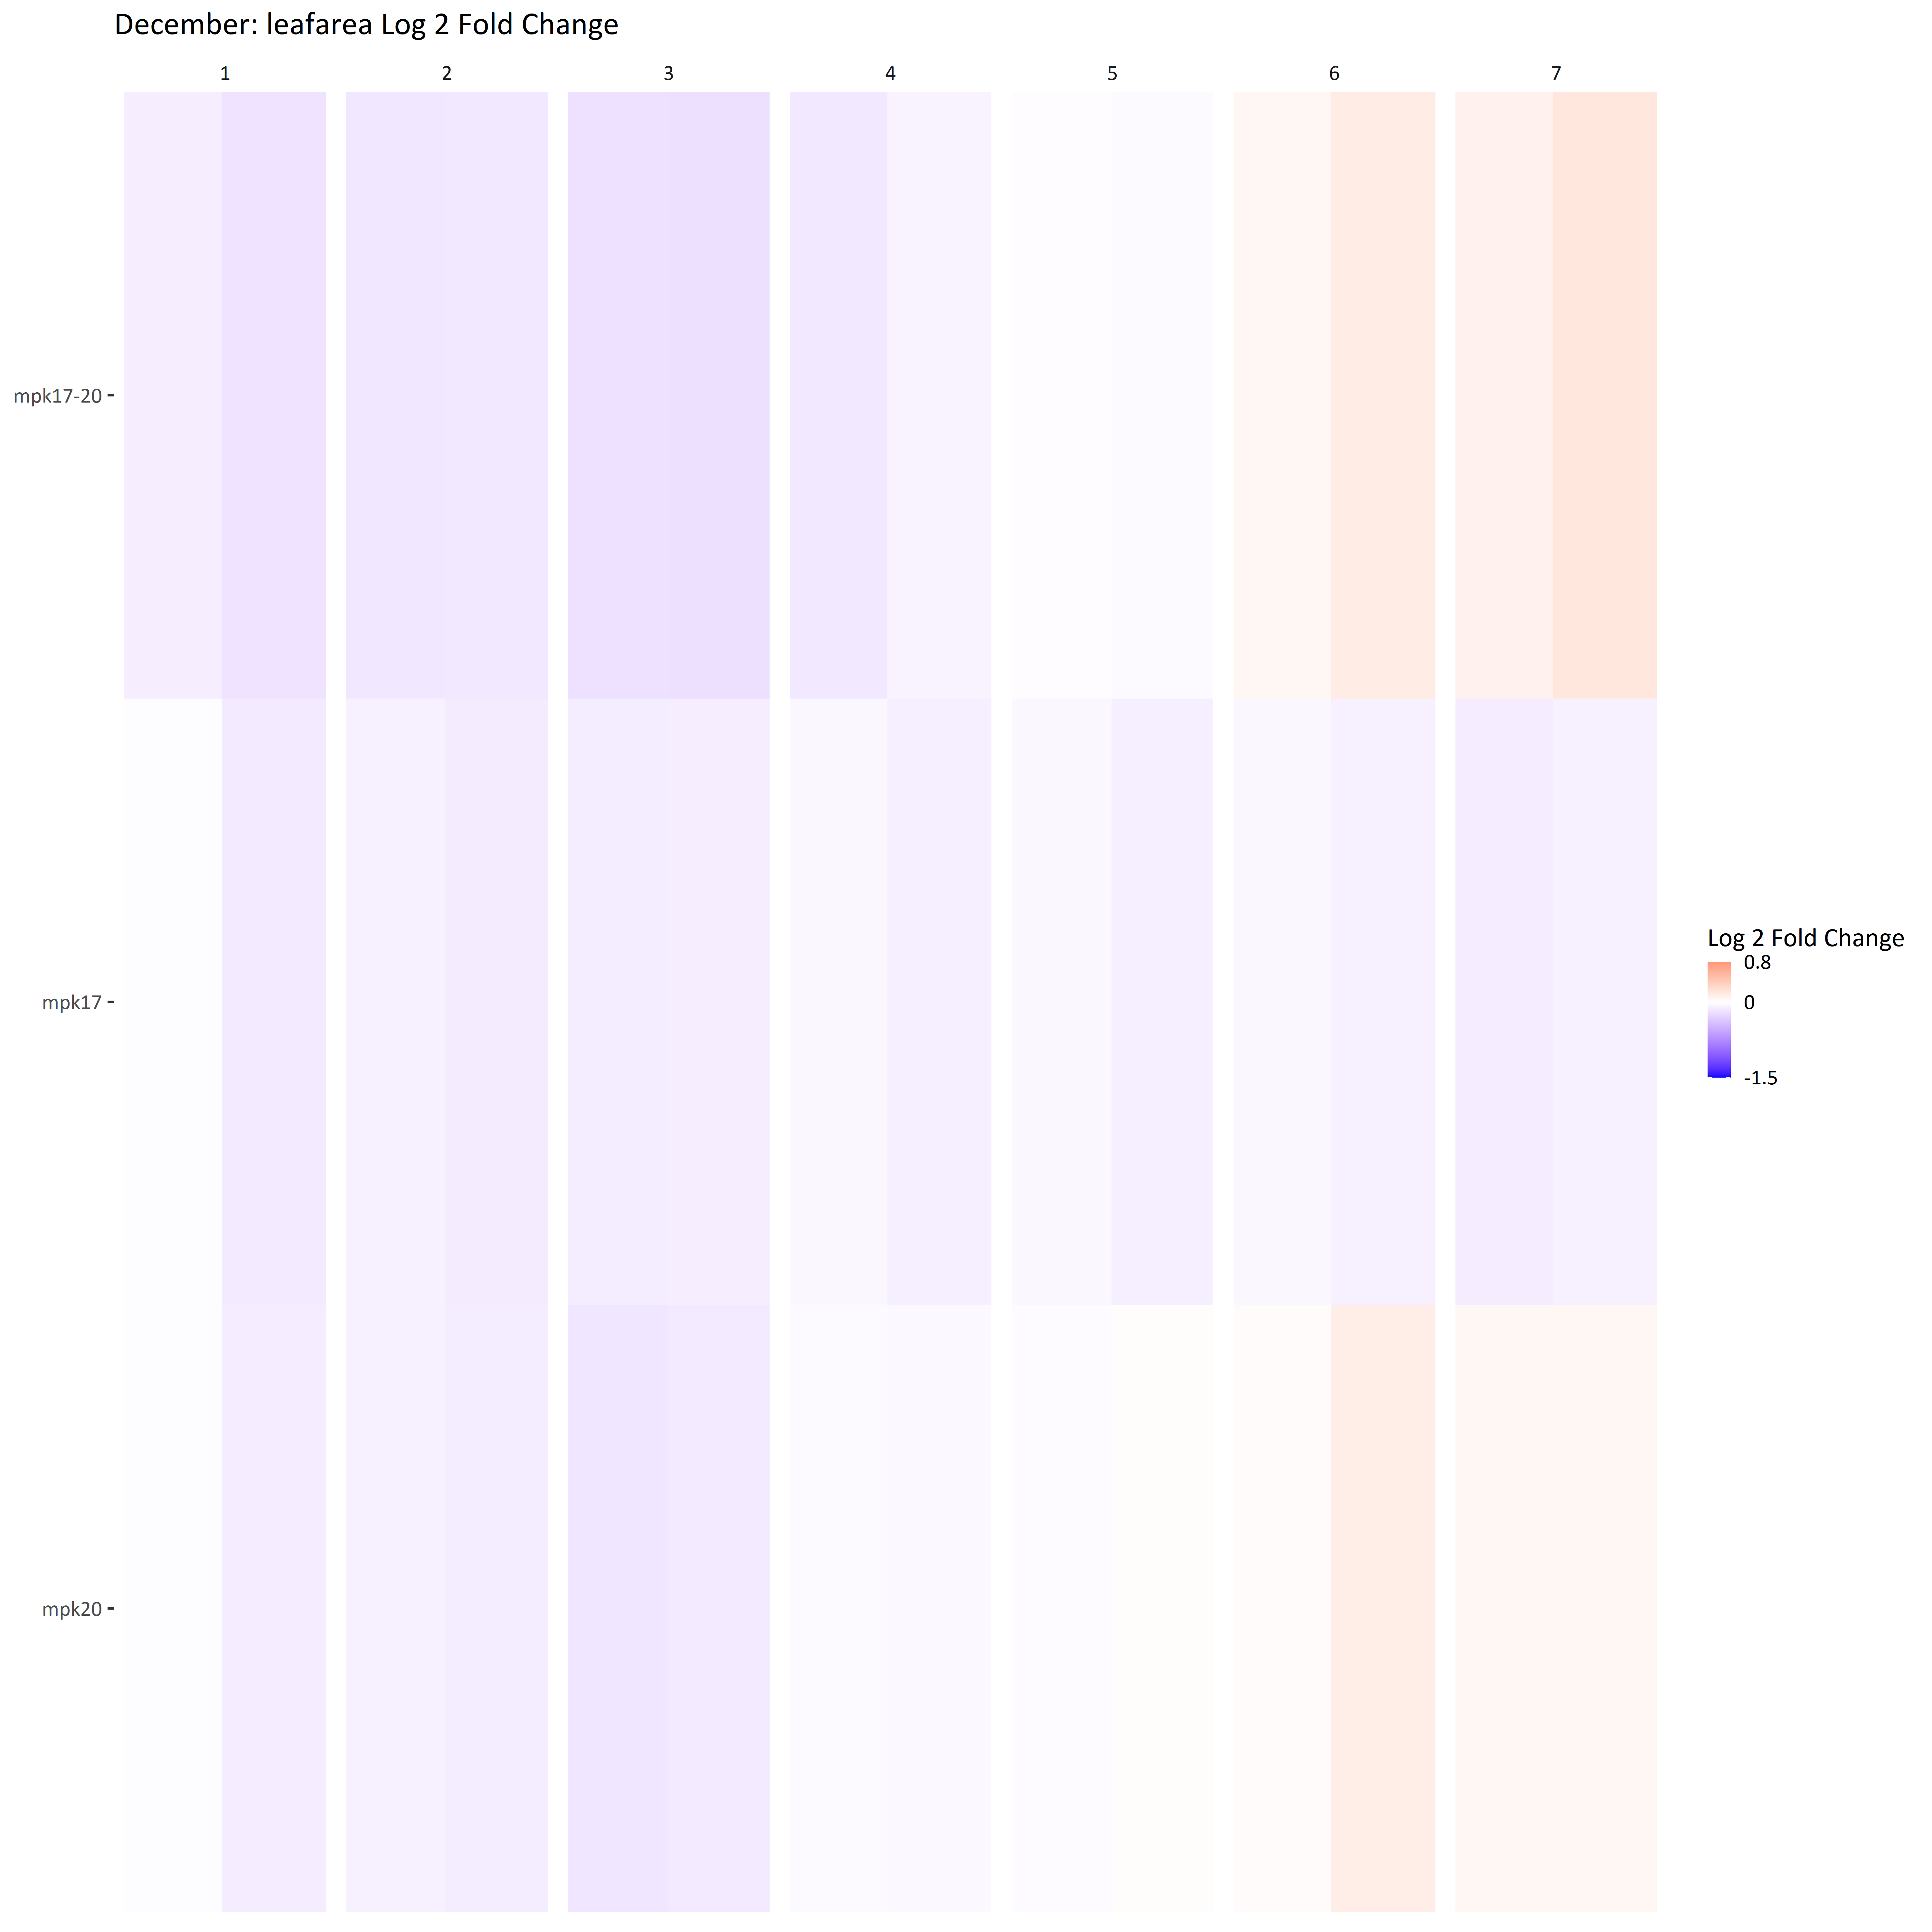 December: leafarea Log 2 Fold Change
1 2 3 4 5 6 7
mpk17-20
mpk17
mpk20
Log 2 Fold Change
0.8
0
-1.5